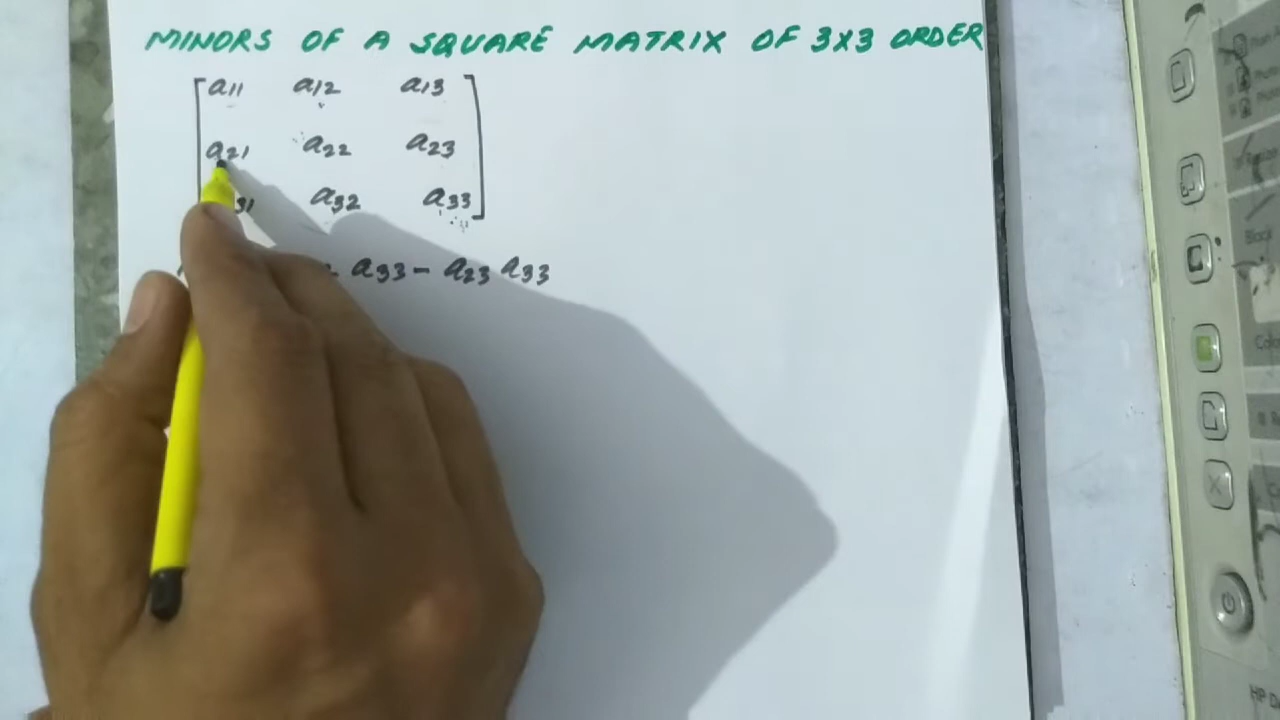 MINORS OF A SQUARE MATRIX OF 3X3 ORDER
a11 a12 a13
a21 a22 a23
a32 a33
a33 - a23 a33